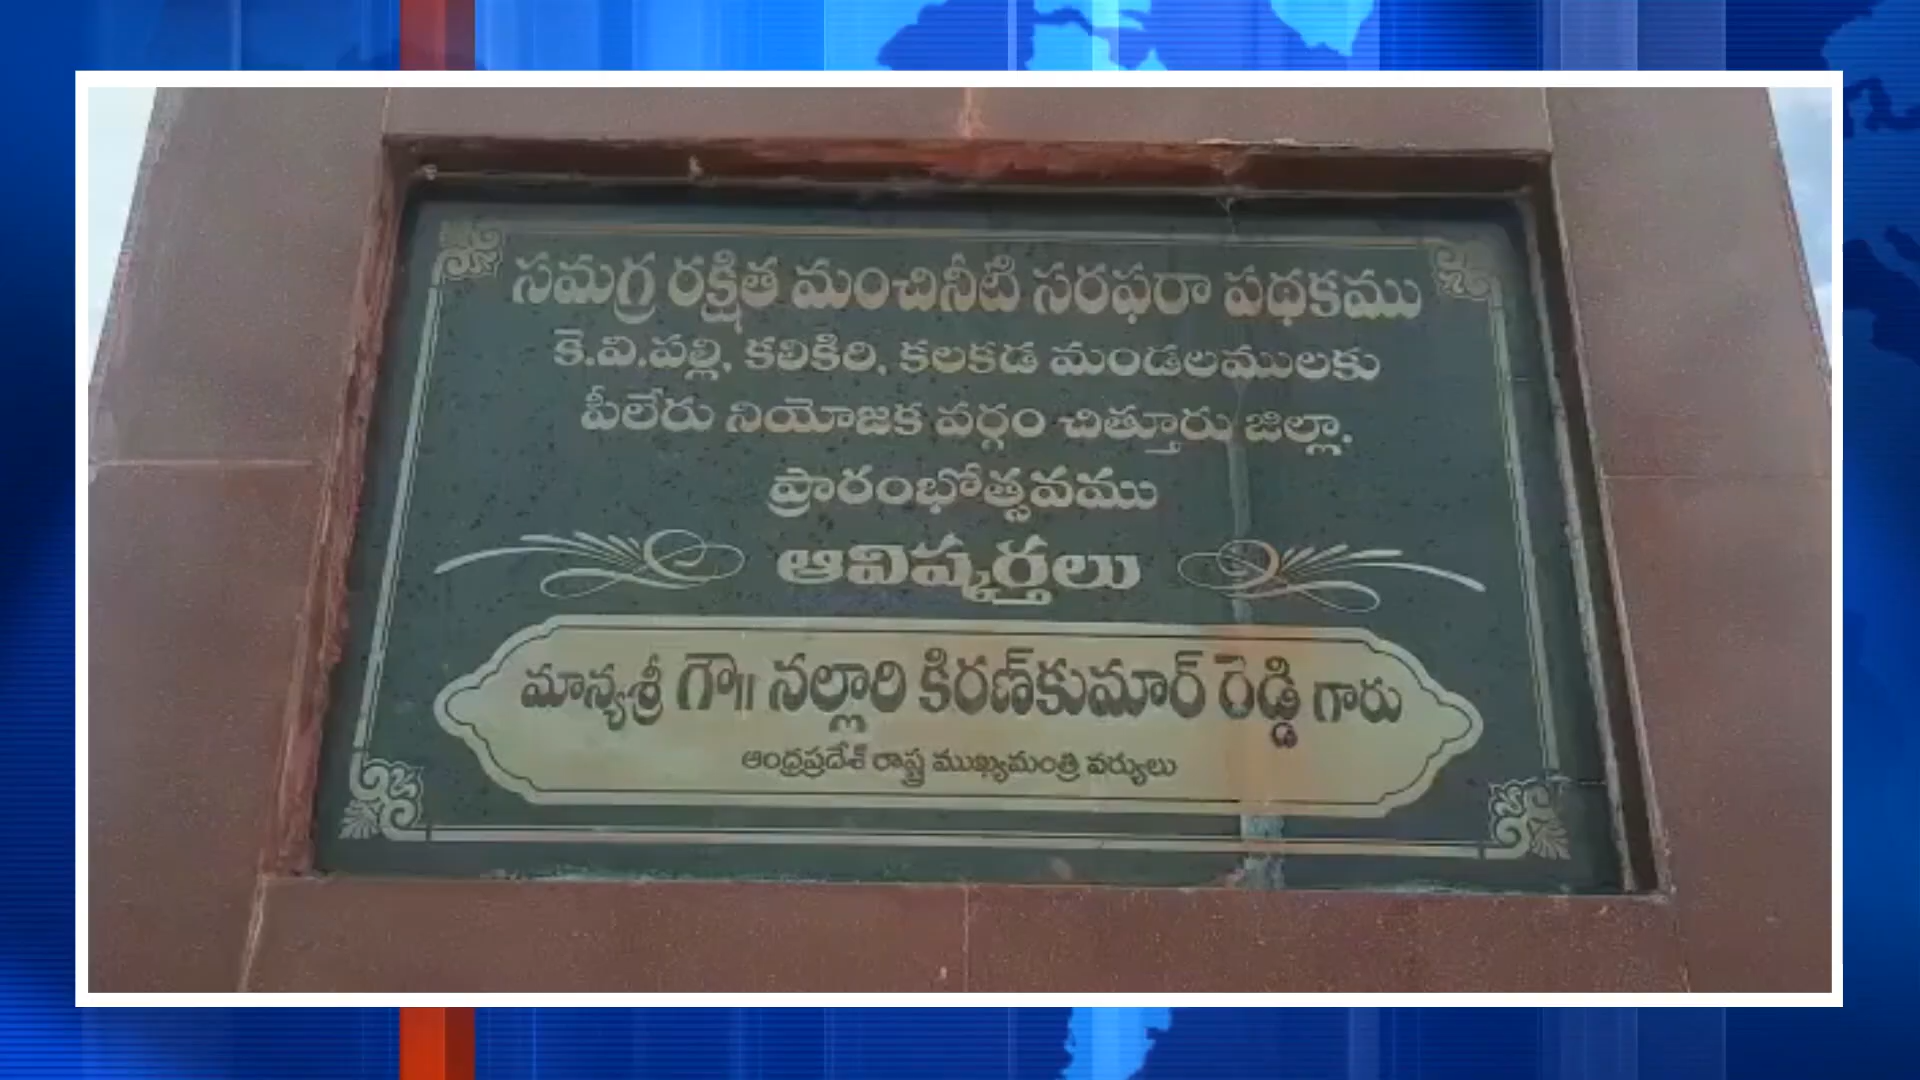 సమగ్ర రక్షిత మంచినీటి సరఫరా పథకము
కె.వి.పల్లి, కలికిరి, కలకడ మండలములకు
పీలేరు నియోజక వర్గం చిత్తూరు జిల్లా.
ప్రారంభోత్సవము
ఆవిష్కర్తలు
మాన్యశ్రీ గౌ|| నల్లారి కిరణ్‌కుమార్ రెడ్డి గారు
ఆంధ్రప్రదేశ్ రాష్ట్ర ముఖ్యమంత్రి వర్యులు